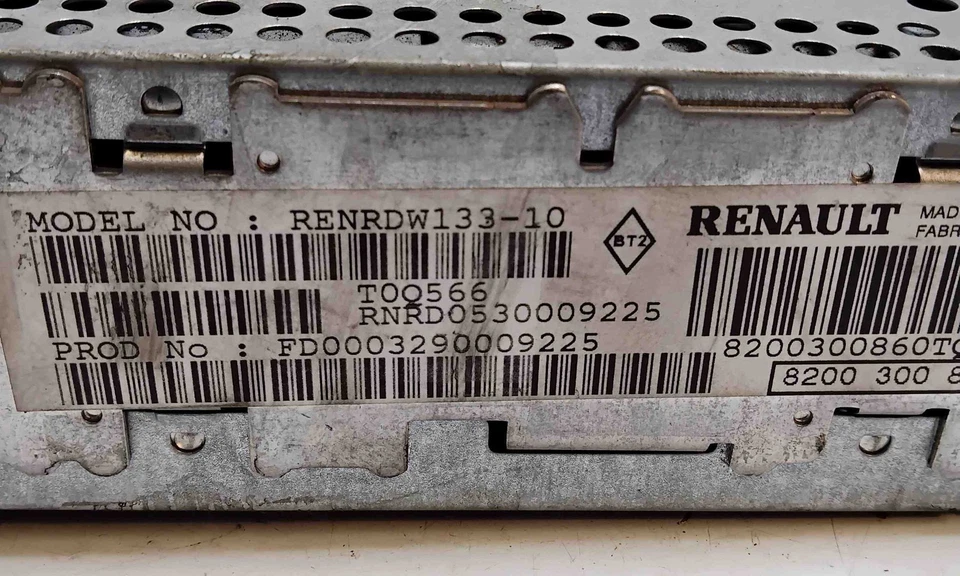 MODEL NO : RENRDW133-10
BT2
RENAULT
MAD
FABR
T0Q566
RNRD0530009225
PROD No : FD0003290009225
8200300860T
8200 300 8